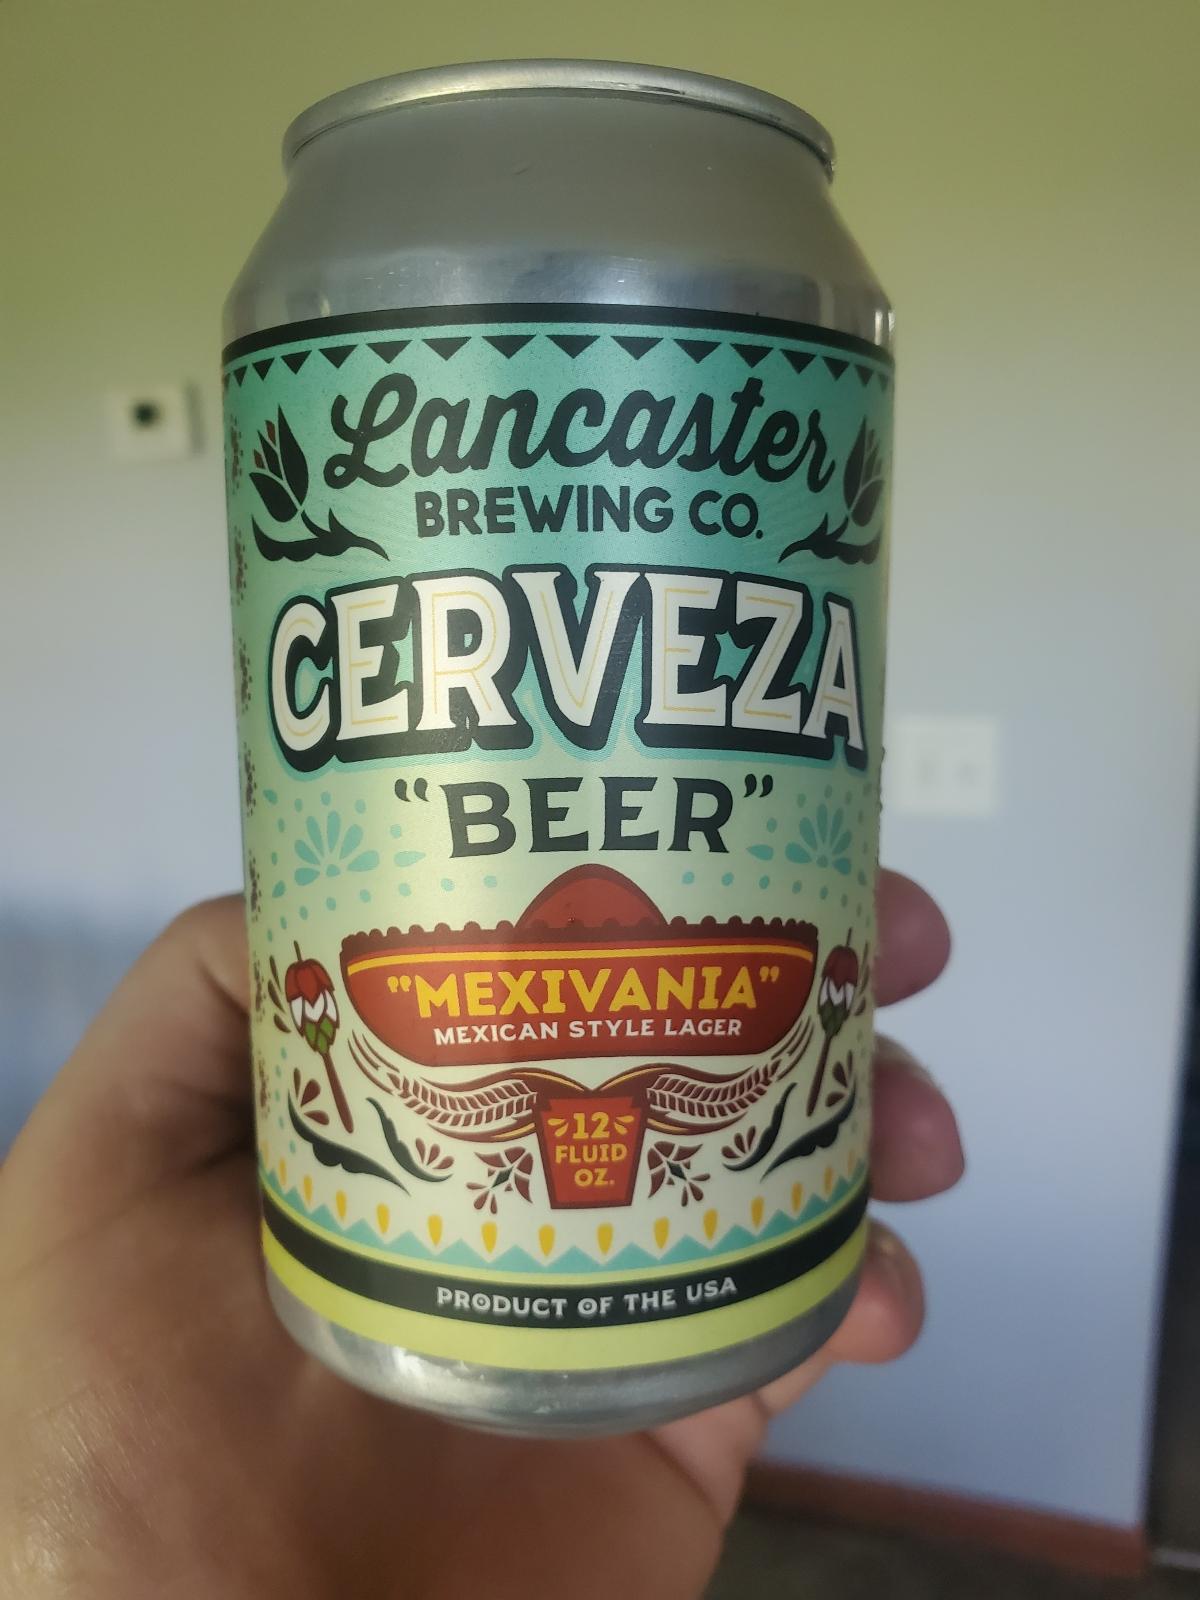 Lancaster
BREWING CO.
CERVEZA
"BEER"
"MEXIVANIA"
MEXICAN STYLE LAGER
12
FLUID
OZ.
PRODUCT OF THE USA